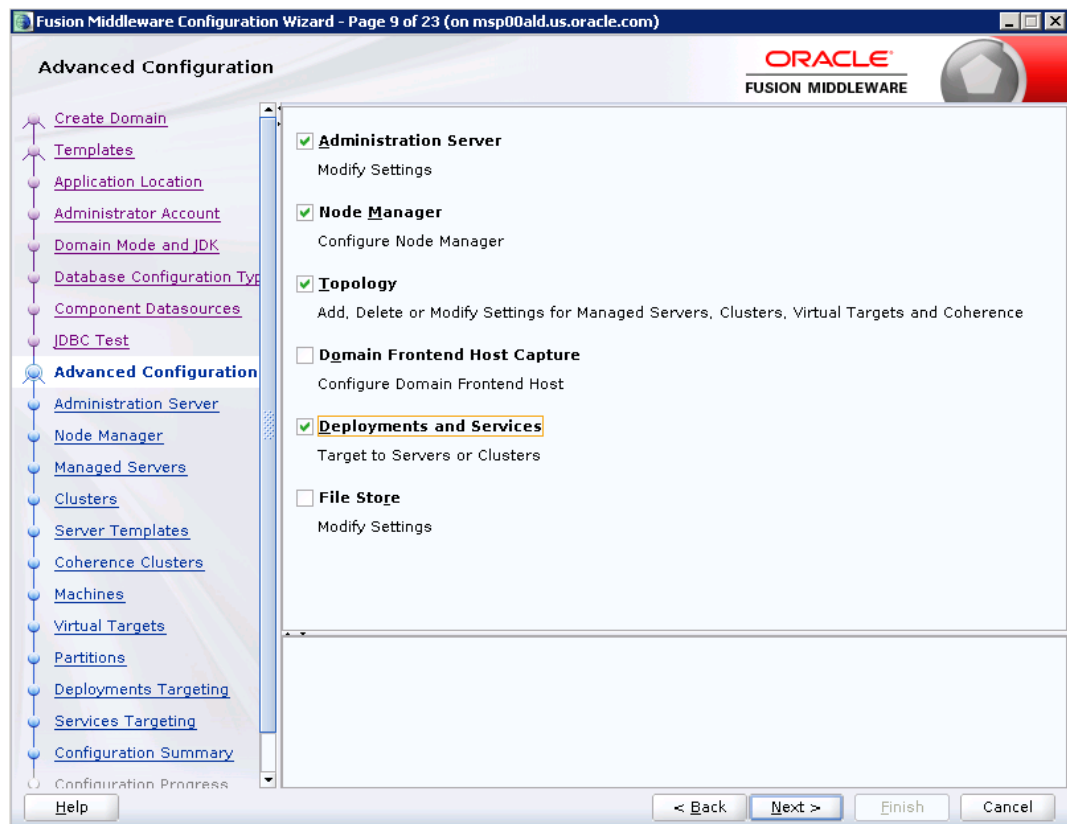 Fusion Middleware Configuration Wizard - Page 9 of 23 (on msp00ald.us.oracle.com)
Advanced Configuration
ORACLE
FUSION MIDDLEWARE
Create Domain
Templates
Application Location
Administrator Account
Domain Mode and JDK
Database Configuration Typ
Component Datasources
JDBC Test
Advanced Configuration
Administration Server
Node Manager
Managed Servers
Clusters
Server Templates
Coherence Clusters
Machines
Virtual Targets
Partitions
Deployments Targeting
Services Targeting
Configuration Summary
Configuration Progress
Administration Server
Modify Settings
Node Manager
Configure Node Manager
Topology
Add, Delete or Modify Settings for Managed Servers, Clusters, Virtual Targets and Coherence
Domain Frontend Host Capture
Configure Domain Frontend Host
Deployments and Services
Target to Servers or Clusters
File Store
Modify Settings
Help
< Back
Next >
Finish
Cancel